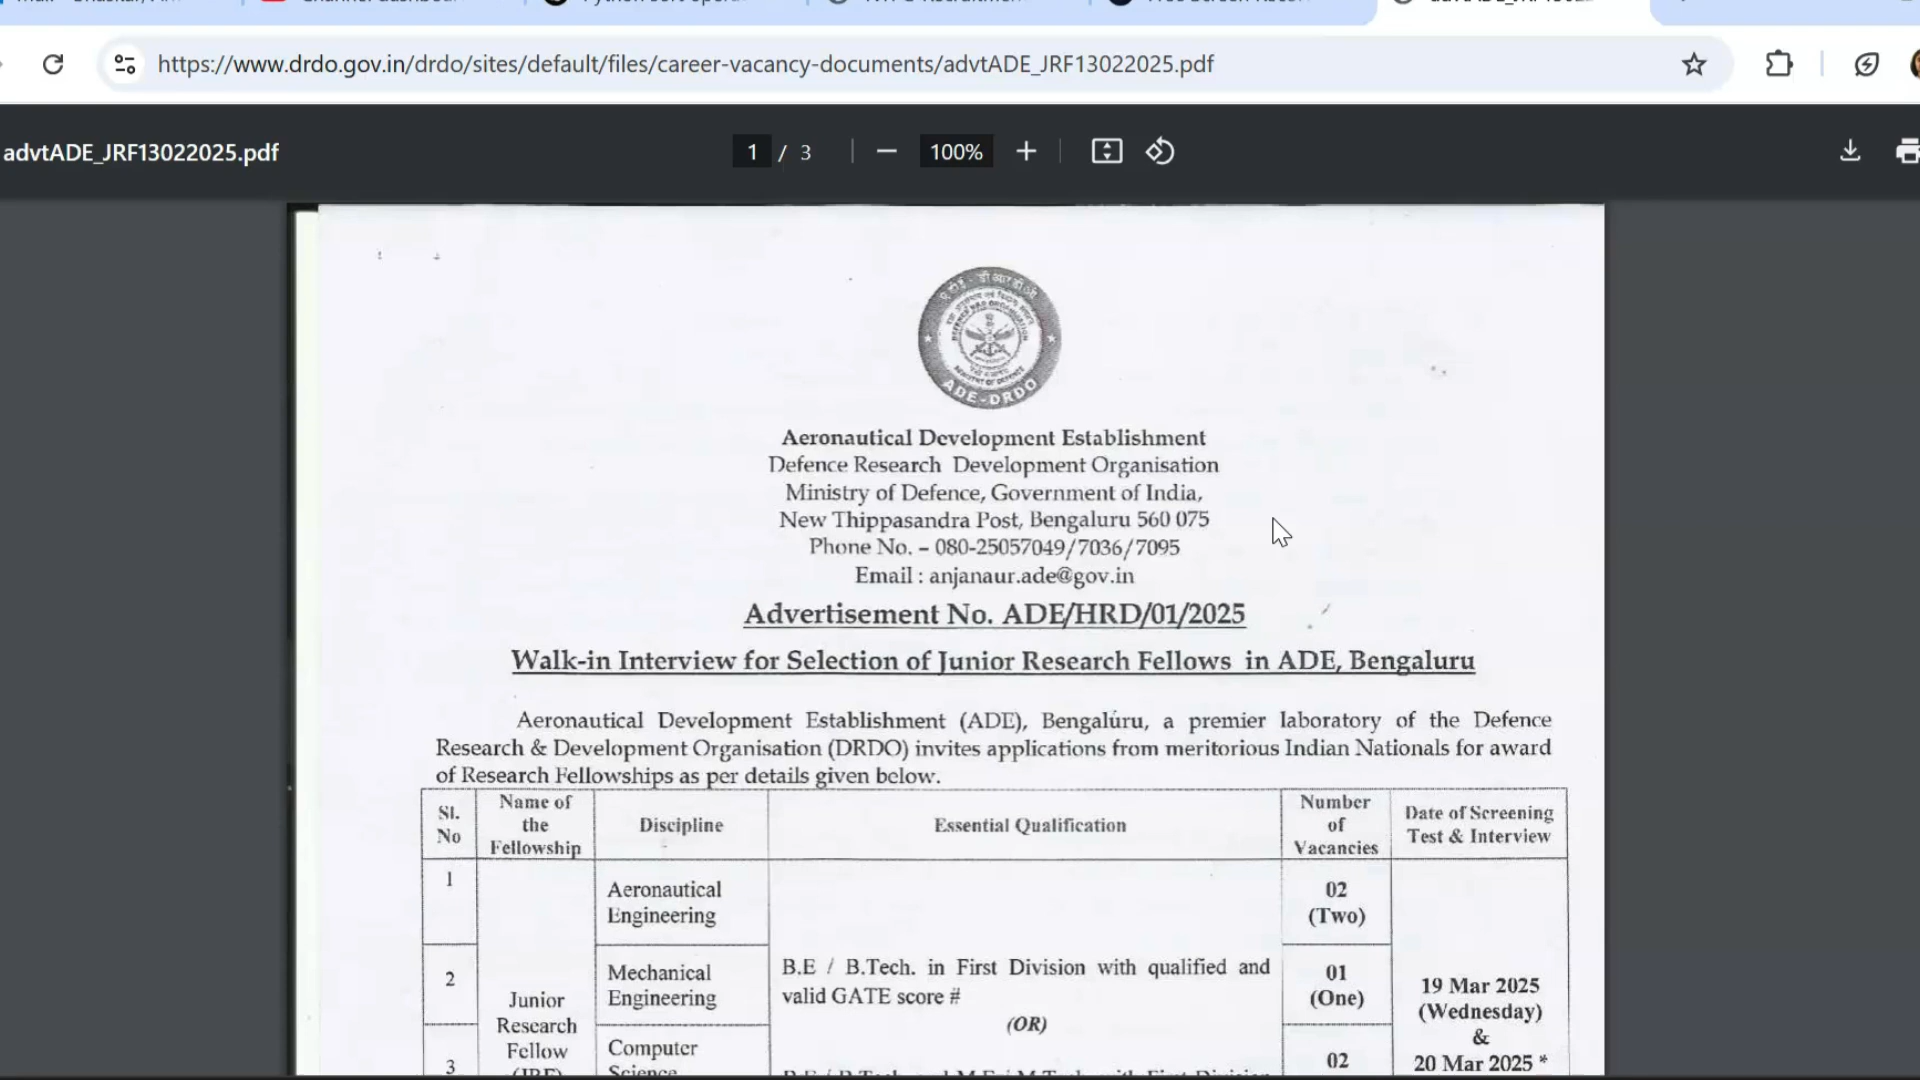 https://www.drdo.gov.in/drdo/sites/default/files/career-vacancy-documents/advtADE_JRF13022025.pdf
advtADE_JRF13022025.pdf
1 / 3
100%
ADE-DRDO
Aeronautical Development Establishment
Defence Research Development Organisation
Ministry of Defence, Government of India,
New Thippasandra Post, Bengaluru 560 075
Phone No. – 080-25057049/7036/7095
Email : anjanaur.ade@gov.in
Advertisement No. ADE/HRD/01/2025
Walk-in Interview for Selection of Junior Research Fellows in ADE, Bengaluru
Aeronautical Development Establishment (ADE), Bengaluru, a premier laboratory of the Defence
Research & Development Organisation (DRDO) invites applications from meritorious Indian Nationals for award
of Research Fellowships as per details given below.
Sl. No
Name of the Fellowship
Discipline
Essential Qualification
Number of Vacancies
Date of Screening Test & Interview
1
Aeronautical Engineering
02 (Two)
2
Mechanical Engineering
01 (One)
3
Computer Science
02
Junior Research Fellow (JRF)
B.E / B.Tech. in First Division with qualified and
valid GATE score #
(OR)
19 Mar 2025
(Wednesday)
&
20 Mar 2025 *